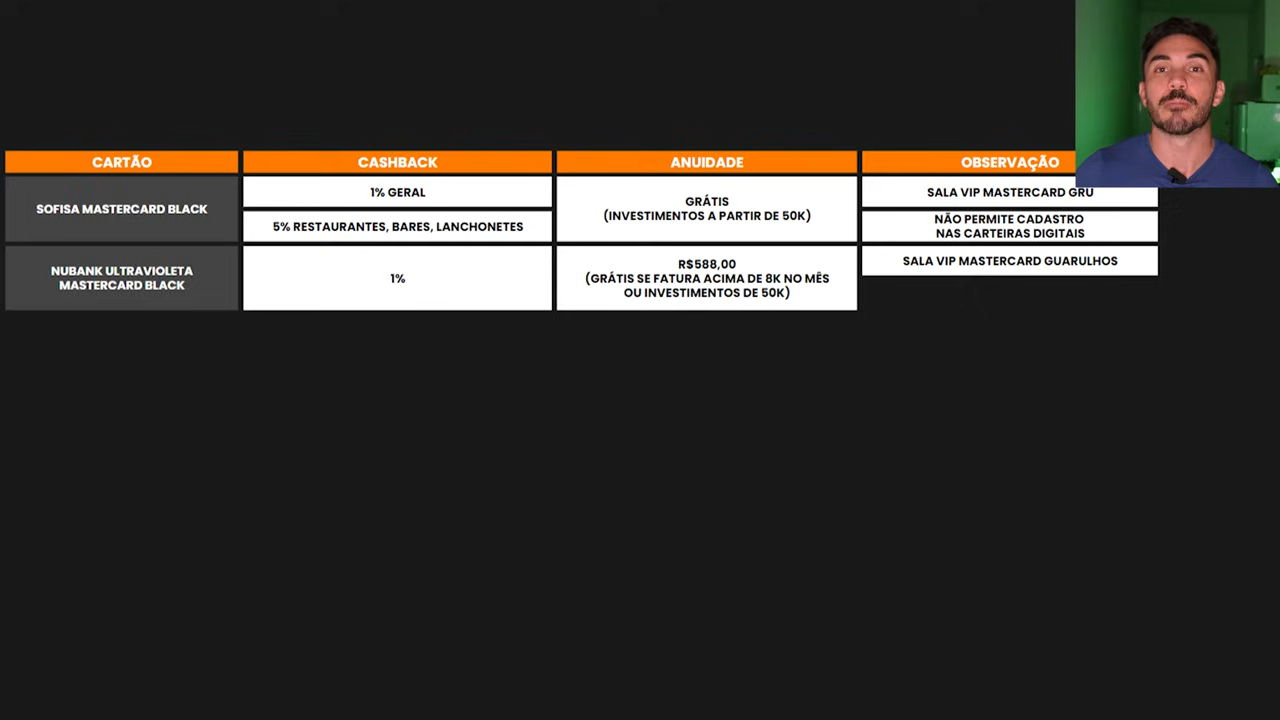 CARTÃO
CASHBACK
ANUIDADE
OBSERVAÇÃO
SOFISA MASTERCARD BLACK
1% GERAL
5% RESTAURANTES, BARES, LANCHONETES
GRÁTIS
(INVESTIMENTOS A PARTIR DE 50K)
SALA VIP MASTERCARD GRU
NÃO PERMITE CADASTRO
NAS CARTEIRAS DIGITAIS
NUBANK ULTRAVIOLETA
MASTERCARD BLACK
1%
R$588,00
(GRÁTIS SE FATURA ACIMA DE 8K NO MÊS
OU INVESTIMENTOS DE 50K)
SALA VIP MASTERCARD GUARULHOS